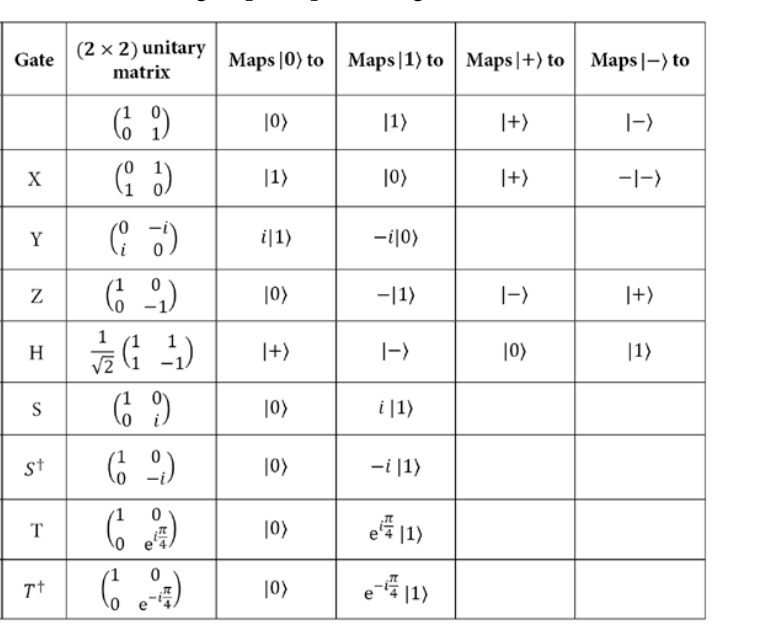 Gate | (2 × 2) unitary matrix | Maps |0⟩ to | Maps |1⟩ to | Maps |+⟩ to | Maps |−⟩ to
(1 0; 0 1) | |0⟩ | |1⟩ | |+⟩ | |−⟩
X | (0 1; 1 0) | |1⟩ | |0⟩ | |+⟩ | −|−⟩
Y | (0 −i; i 0) | i|1⟩ | −i|0⟩
Z | (1 0; 0 −1) | |0⟩ | −|1⟩ | |−⟩ | |+⟩
H | 1/√2 (1 1; 1 −1) | |+⟩ | |−⟩ | |0⟩ | |1⟩
S | (1 0; 0 i) | |0⟩ | i |1⟩
S† | (1 0; 0 −i) | |0⟩ | −i |1⟩
T | (1 0; 0 e^{iπ/4}) | |0⟩ | e^{iπ/4} |1⟩
T† | (1 0; 0 e^{−iπ/4}) | |0⟩ | e^{−iπ/4} |1⟩